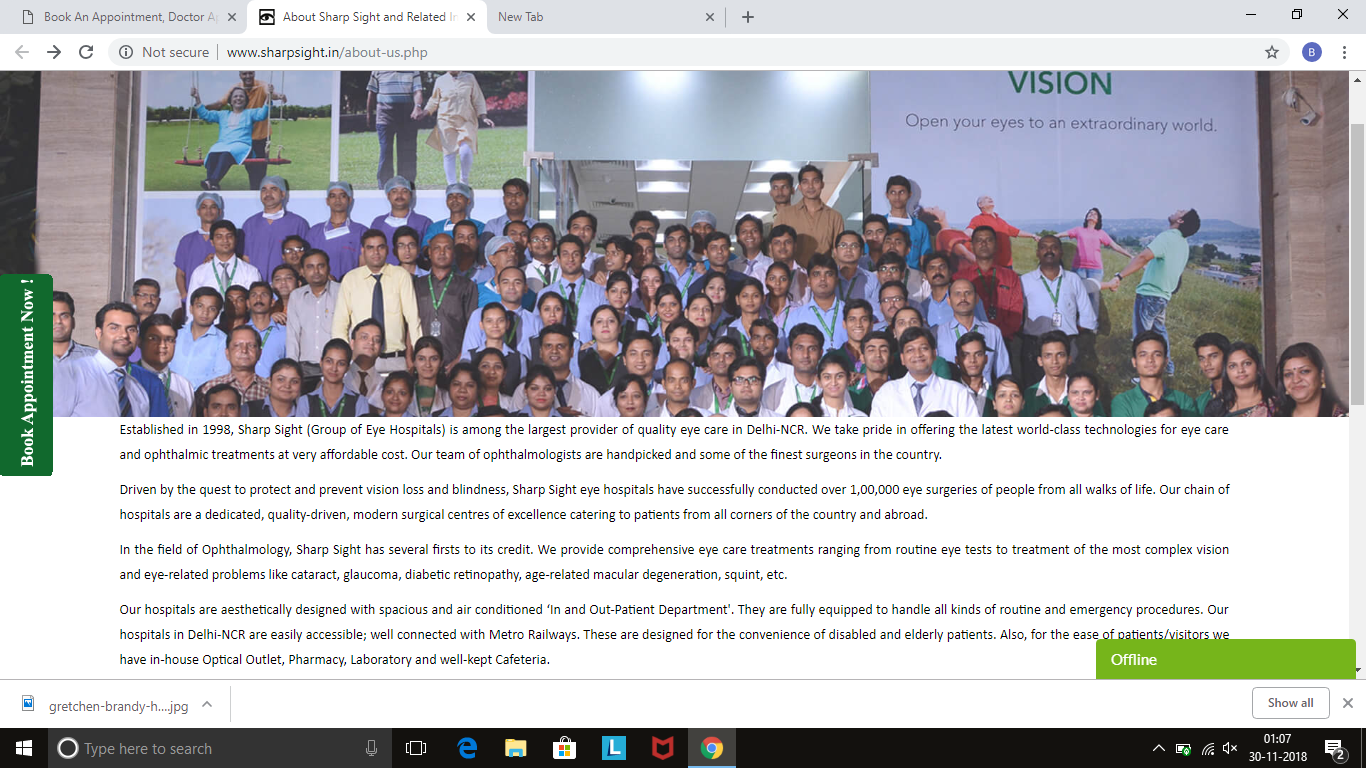 Book An Appointment, Doctor A
About Sharp Sight and Related In
New Tab
Not secure
www.sharpsight.in/about-us.php
B
VISION
Open your eyes to an extraordinary world.
Book Appointment Now !
Established in 1998, Sharp Sight (Group of Eye Hospitals) is among the largest provider of quality eye care in Delhi-NCR. We take pride in offering the latest world-class technologies for eye care
and ophthalmic treatments at very affordable cost. Our team of ophthalmologists are handpicked and some of the finest surgeons in the country.
Driven by the quest to protect and prevent vision loss and blindness, Sharp Sight eye hospitals have successfully conducted over 1,00,000 eye surgeries of people from all walks of life. Our chain of
hospitals are a dedicated, quality-driven, modern surgical centres of excellence catering to patients from all corners of the country and abroad.
In the field of Ophthalmology, Sharp Sight has several firsts to its credit. We provide comprehensive eye care treatments ranging from routine eye tests to treatment of the most complex vision
and eye-related problems like cataract, glaucoma, diabetic retinopathy, age-related macular degeneration, squint, etc.
Our hospitals are aesthetically designed with spacious and air conditioned ‘In and Out-Patient Department'. They are fully equipped to handle all kinds of routine and emergency procedures. Our
hospitals in Delhi-NCR are easily accessible; well connected with Metro Railways. These are designed for the convenience of disabled and elderly patients. Also, for the ease of patients/visitors we
have in-house Optical Outlet, Pharmacy, Laboratory and well-kept Cafeteria.
Offline
gretchen-brandy-h....jpg
Show all
Type here to search
L
01:07
30-11-2018
2